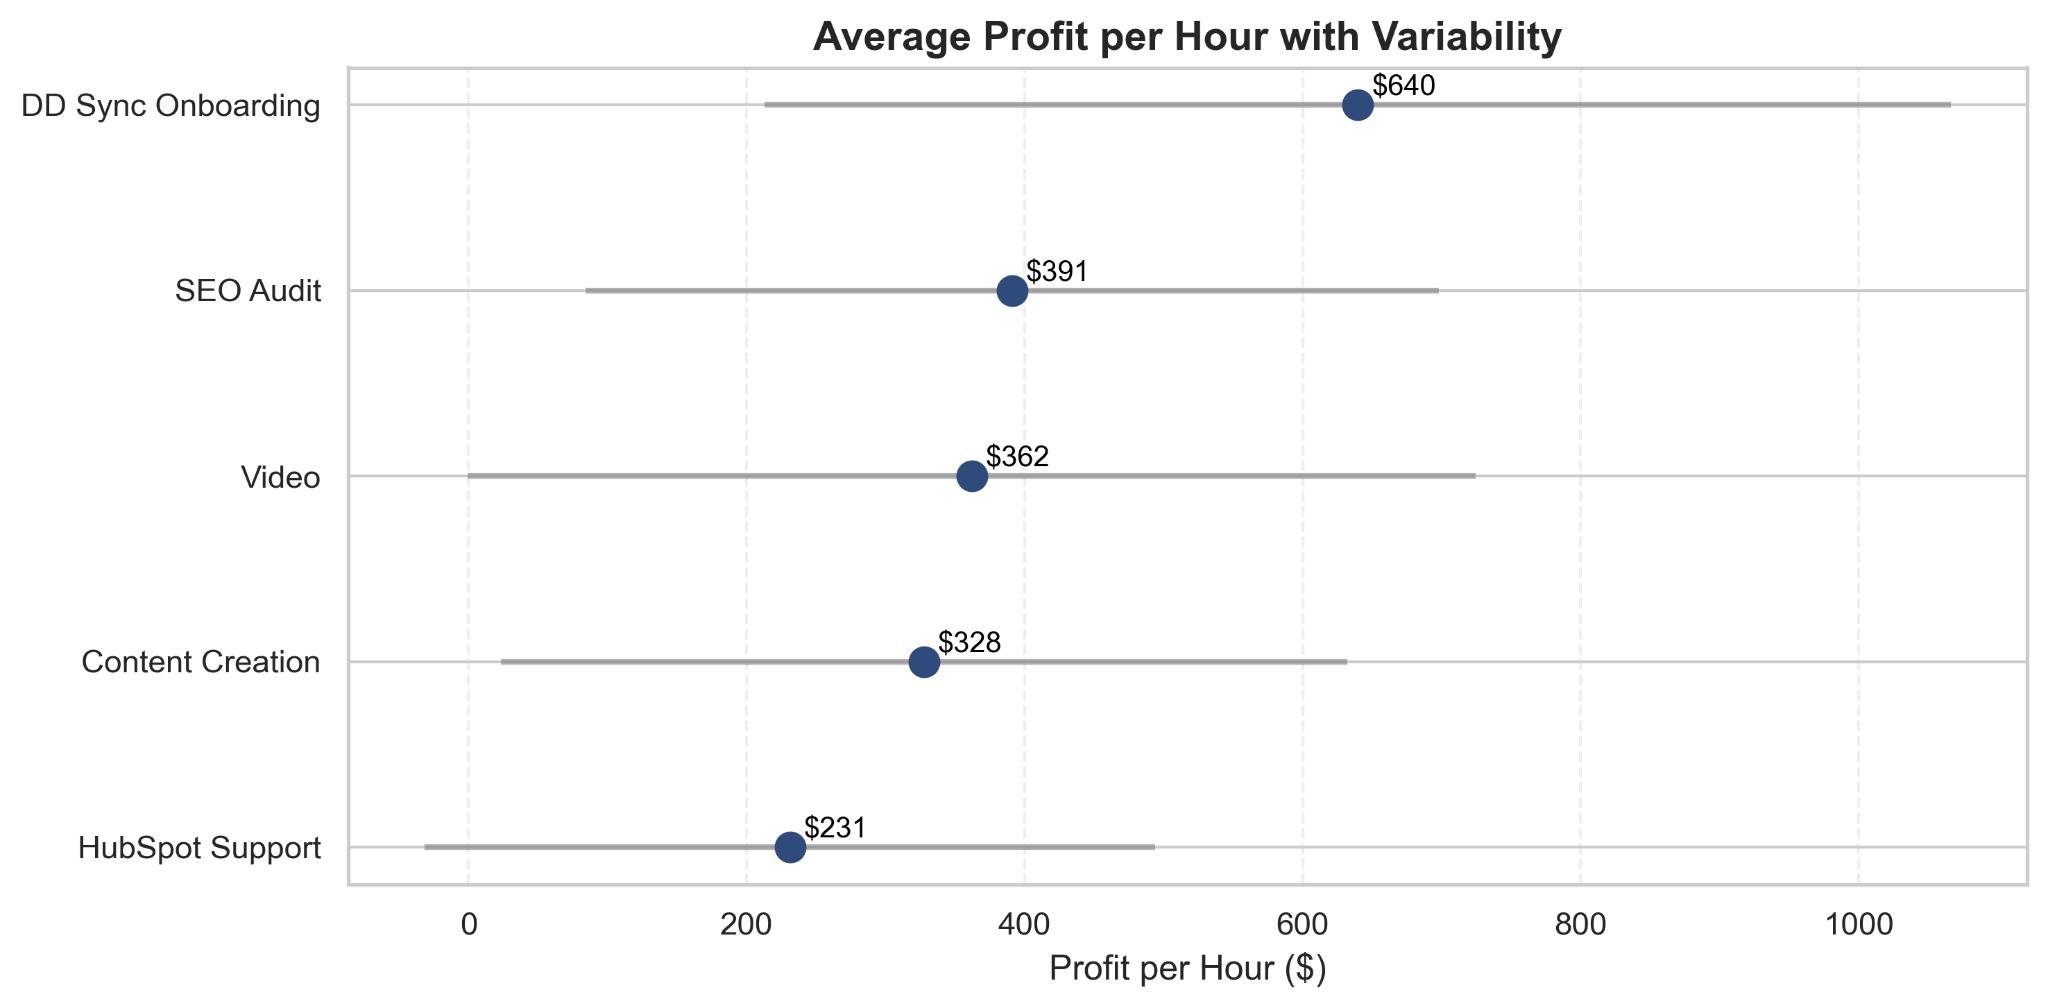 Average Profit per Hour with Variability
DD Sync Onboarding
$640
SEO Audit
$391
Video
$362
Content Creation
$328
HubSpot Support
$231
0
200
400
600
800
1000
Profit per Hour ($)